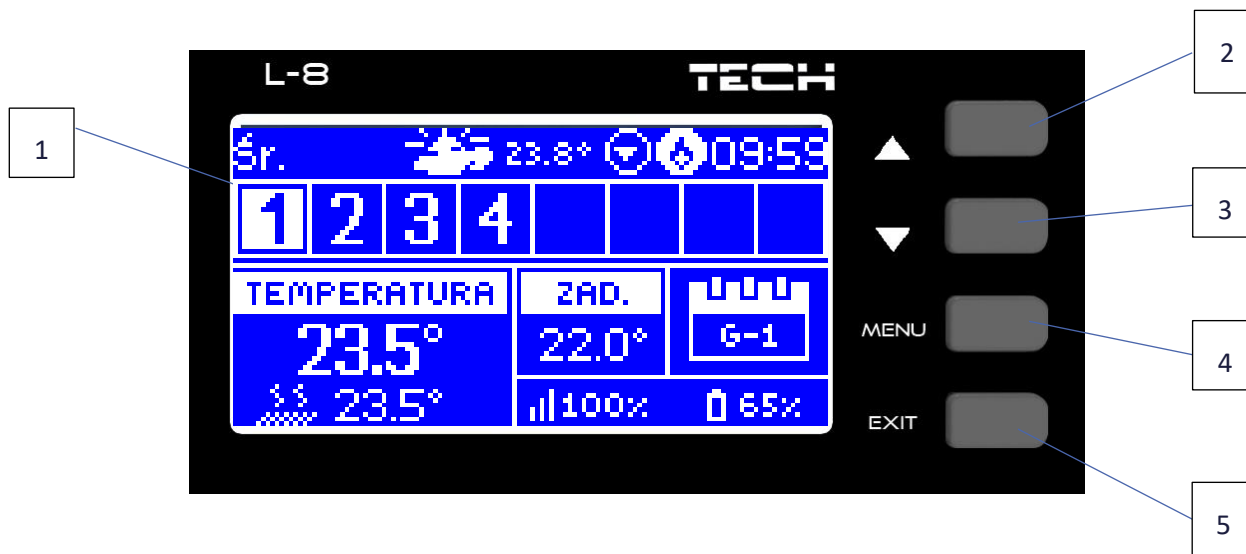 L-8 TECH
2
1
Śr. 23.8° 09:59
3
1 2 3 4
TEMPERATURA ZAD.
23.5° 22.0° G-1
MENU
4
23.5° 100% 65%
EXIT
5